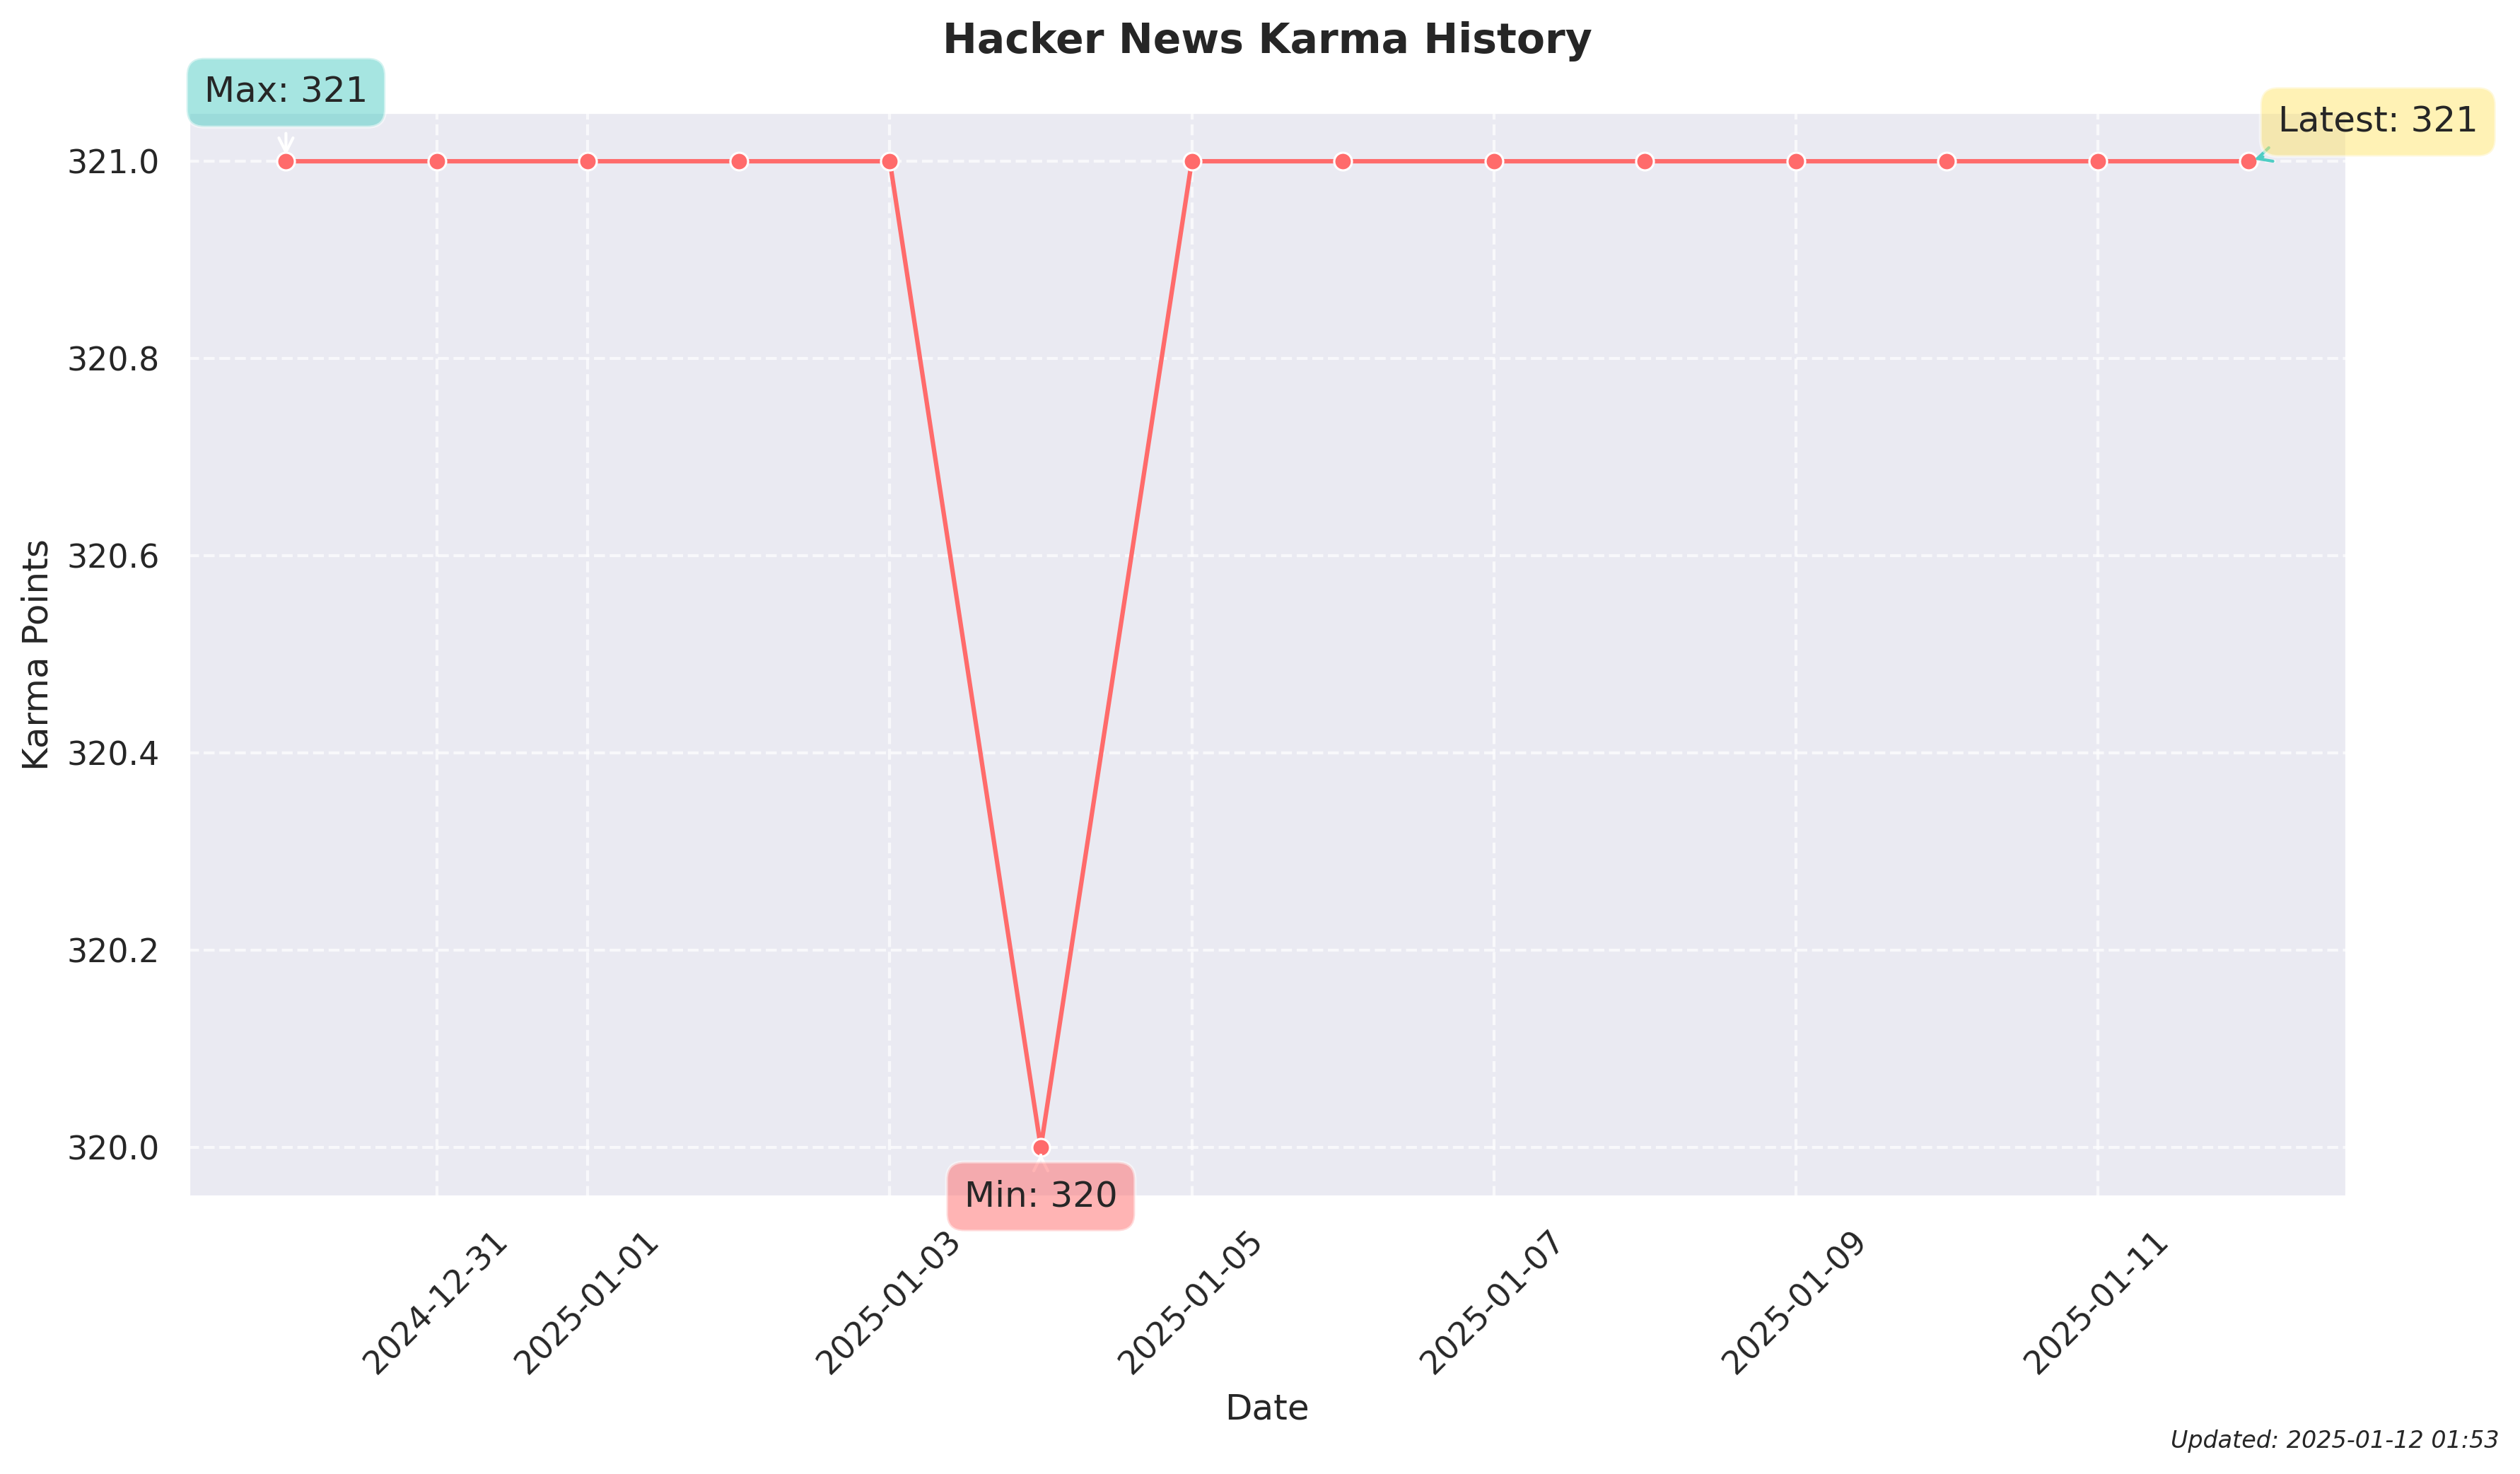 Hacker News Karma History
Max: 321
Latest: 321
321.0
320.8
320.6
320.4
320.2
320.0
Karma Points
Min: 320
2024-12-31
2025-01-01
2025-01-03
2025-01-05
2025-01-07
2025-01-09
2025-01-11
Date
Updated: 2025-01-12 01:53